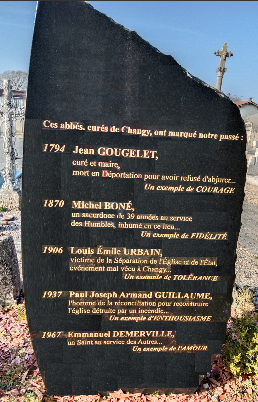 Ces abbés, curés de Changy, ont marqué notre passé :
1794 Jean GOUGELET,
curé et maire,
mort en Déportation pour avoir refusé d'abjurer...
Un exemple de COURAGE
1870 Michel BONÉ,
un sacerdoce de 39 années au service
des Humbles, inhumé en ce lieu...
Un exemple de FIDÉLITÉ
1906 Louis Émile URBAIN,
victime de la Séparation de l'Église et de l'État,
événement mal vécu à Changy...
Un exemple de TOLÉRANCE
1937 Paul Joseph Armand GUILLAUME,
l'homme de la réconciliation pour reconstruire
l'église détruite par un incendie...
Un exemple d'ENTHOUSIASME
1967 Emmanuel DEMERVILLE,
un Saint au service des Autres...
Un exemple de l'AMOUR